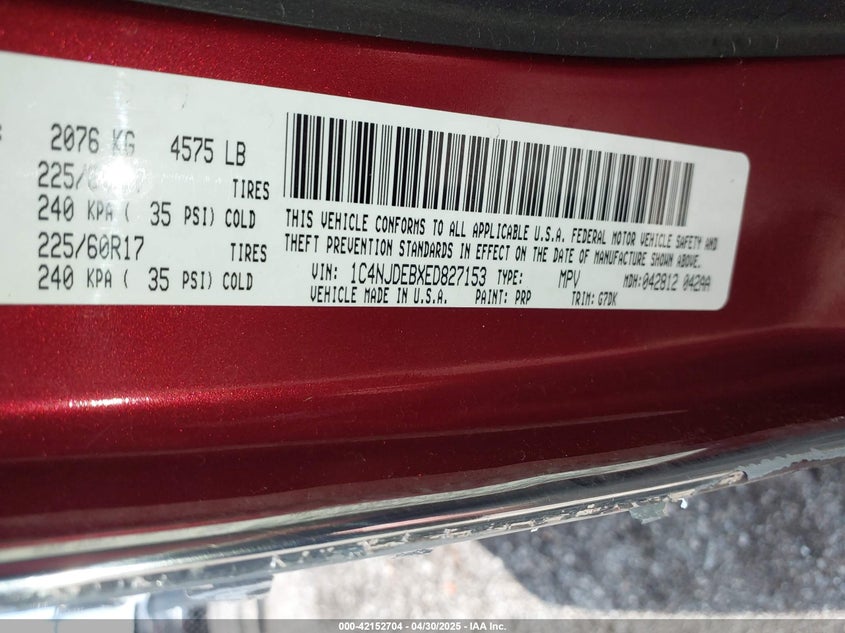 2076 KG 4575 LB
225/60R17 TIRES
240 KPA ( 35 PSI) COLD
225/60R17 TIRES
240 KPA ( 35 PSI) COLD
THIS VEHICLE CONFORMS TO ALL APPLICABLE U.S.A. FEDERAL MOTOR VEHICLE SAFETY AND
THEFT PREVENTION STANDARDS IN EFFECT ON THE DATE OF MANUFACTURE SHOWN ABOVE.
VIN: 1C4NJDEBXED827153 TYPE: MPV MDH:042812 042AA
VEHICLE MADE IN U.S.A. PAINT: PRP TRIM: G7DK
000-42152704 - 04/30/2025 - IAA Inc.